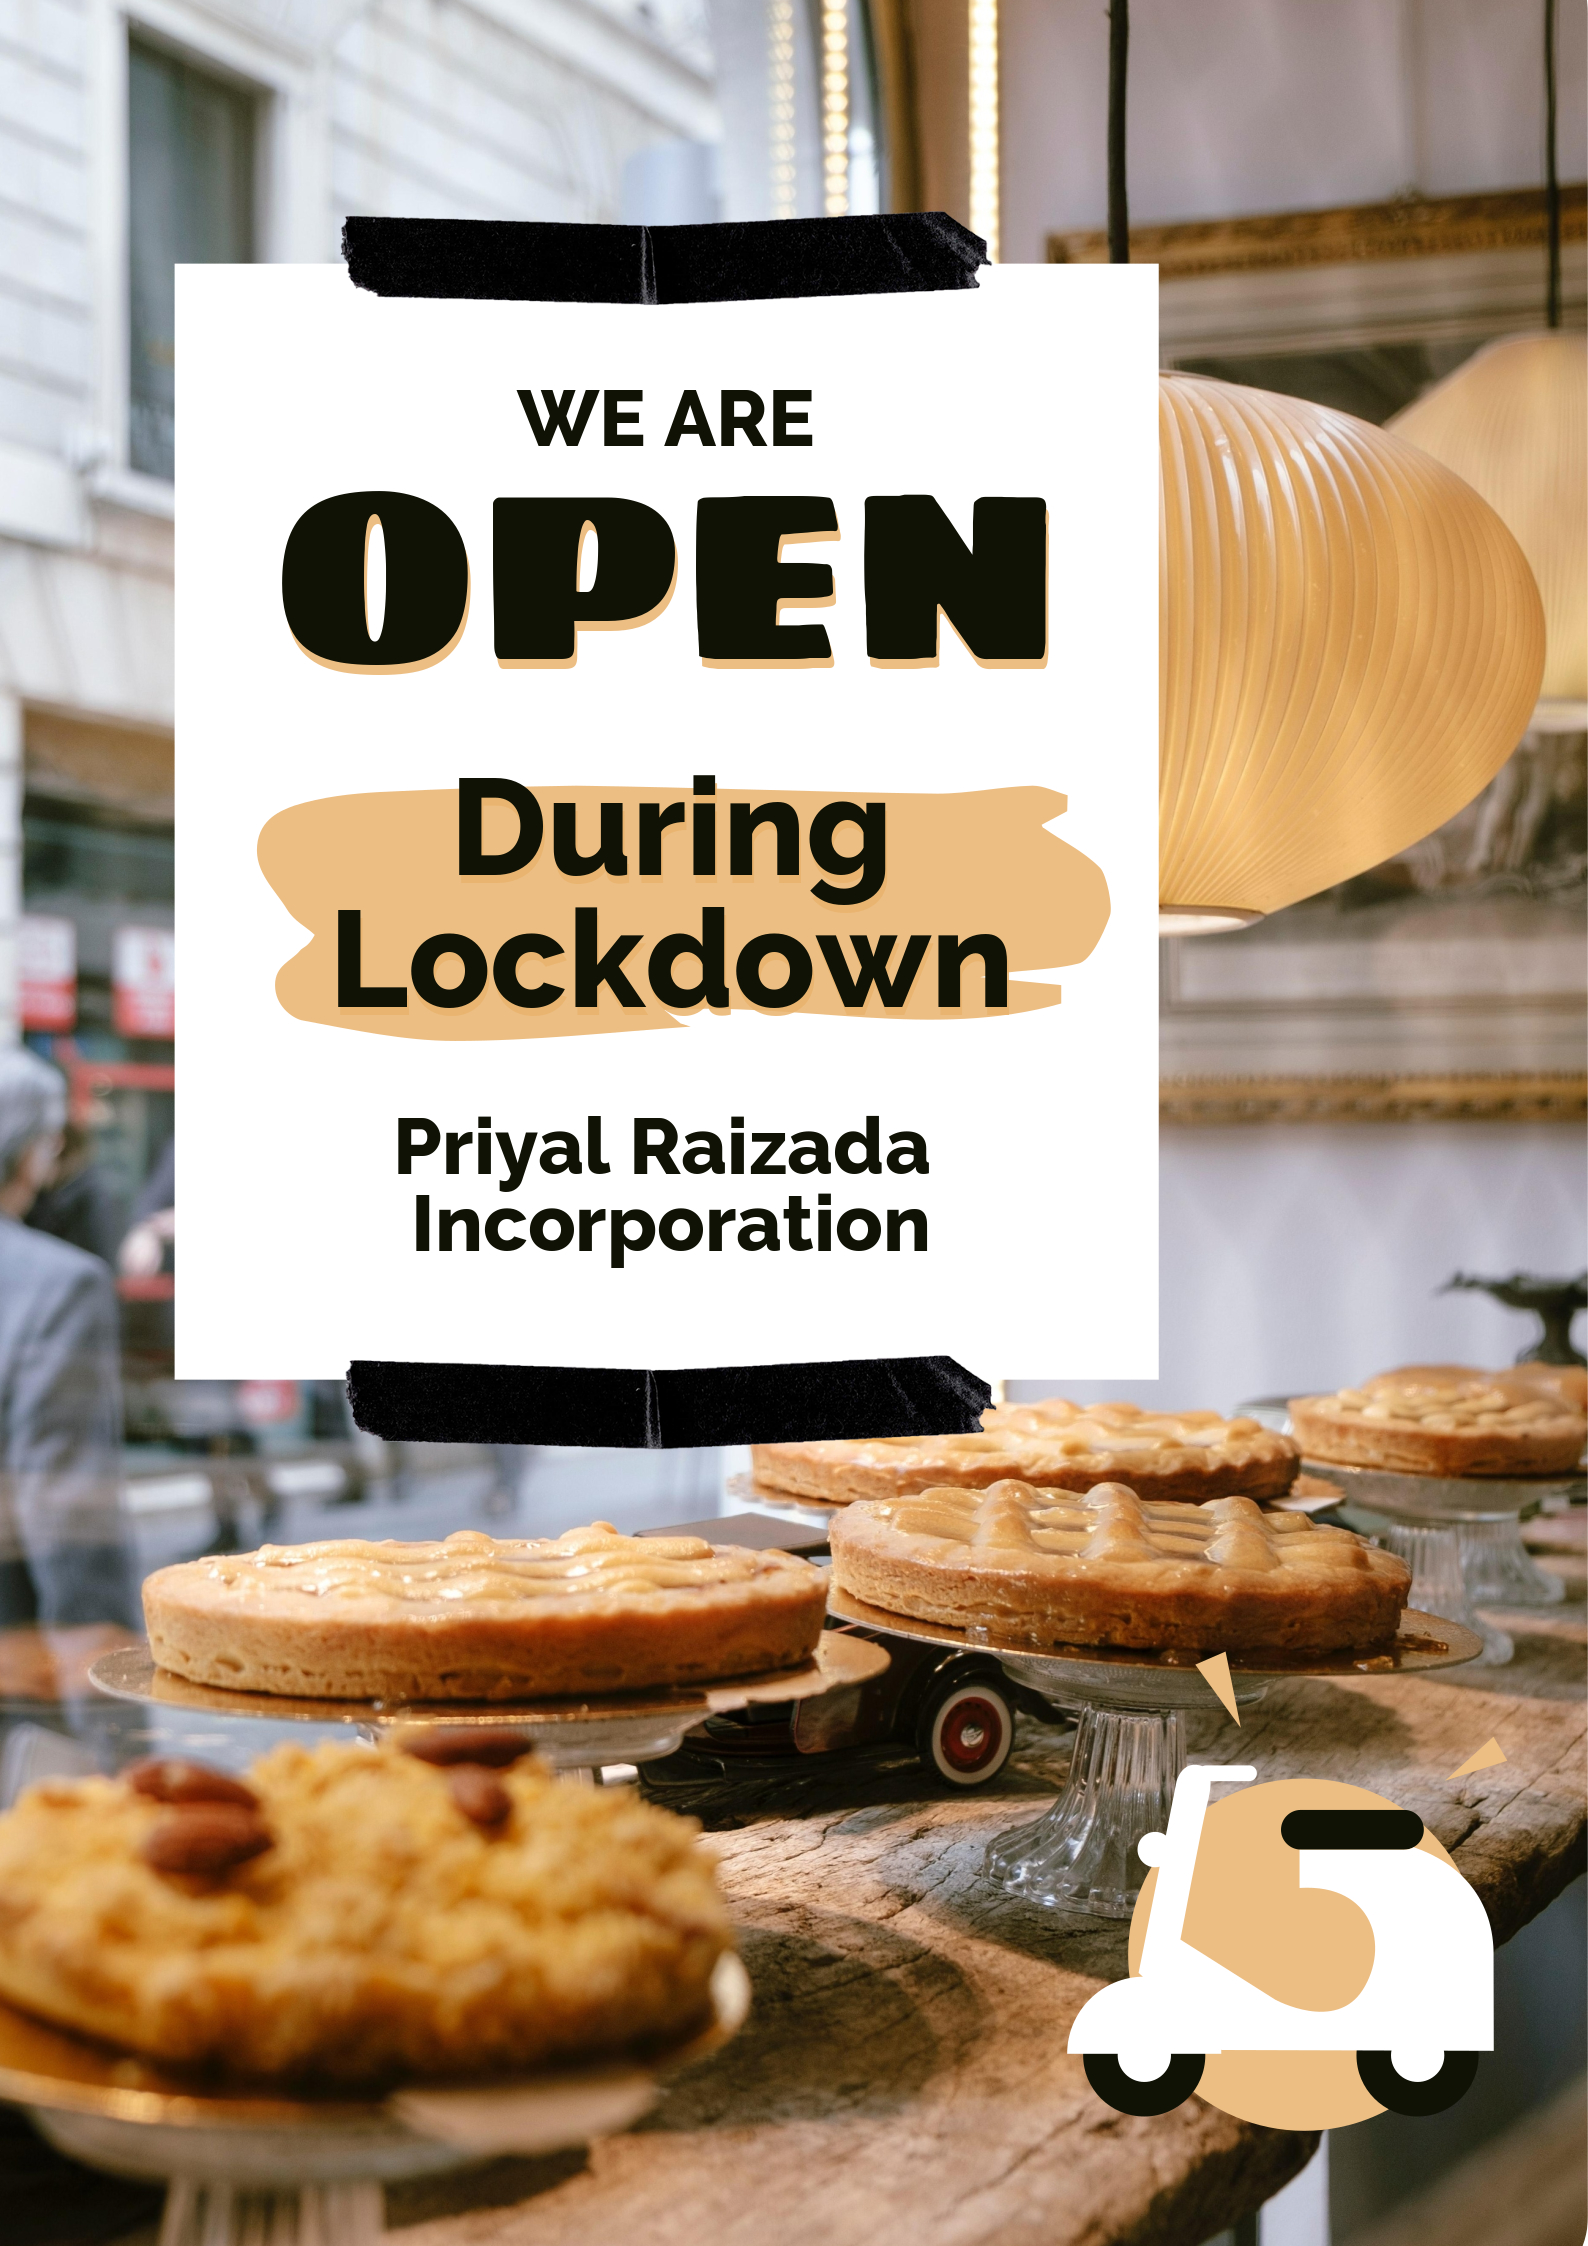 WE ARE
OPEN
During
Lockdown
Priyal Raizada
Incorporation